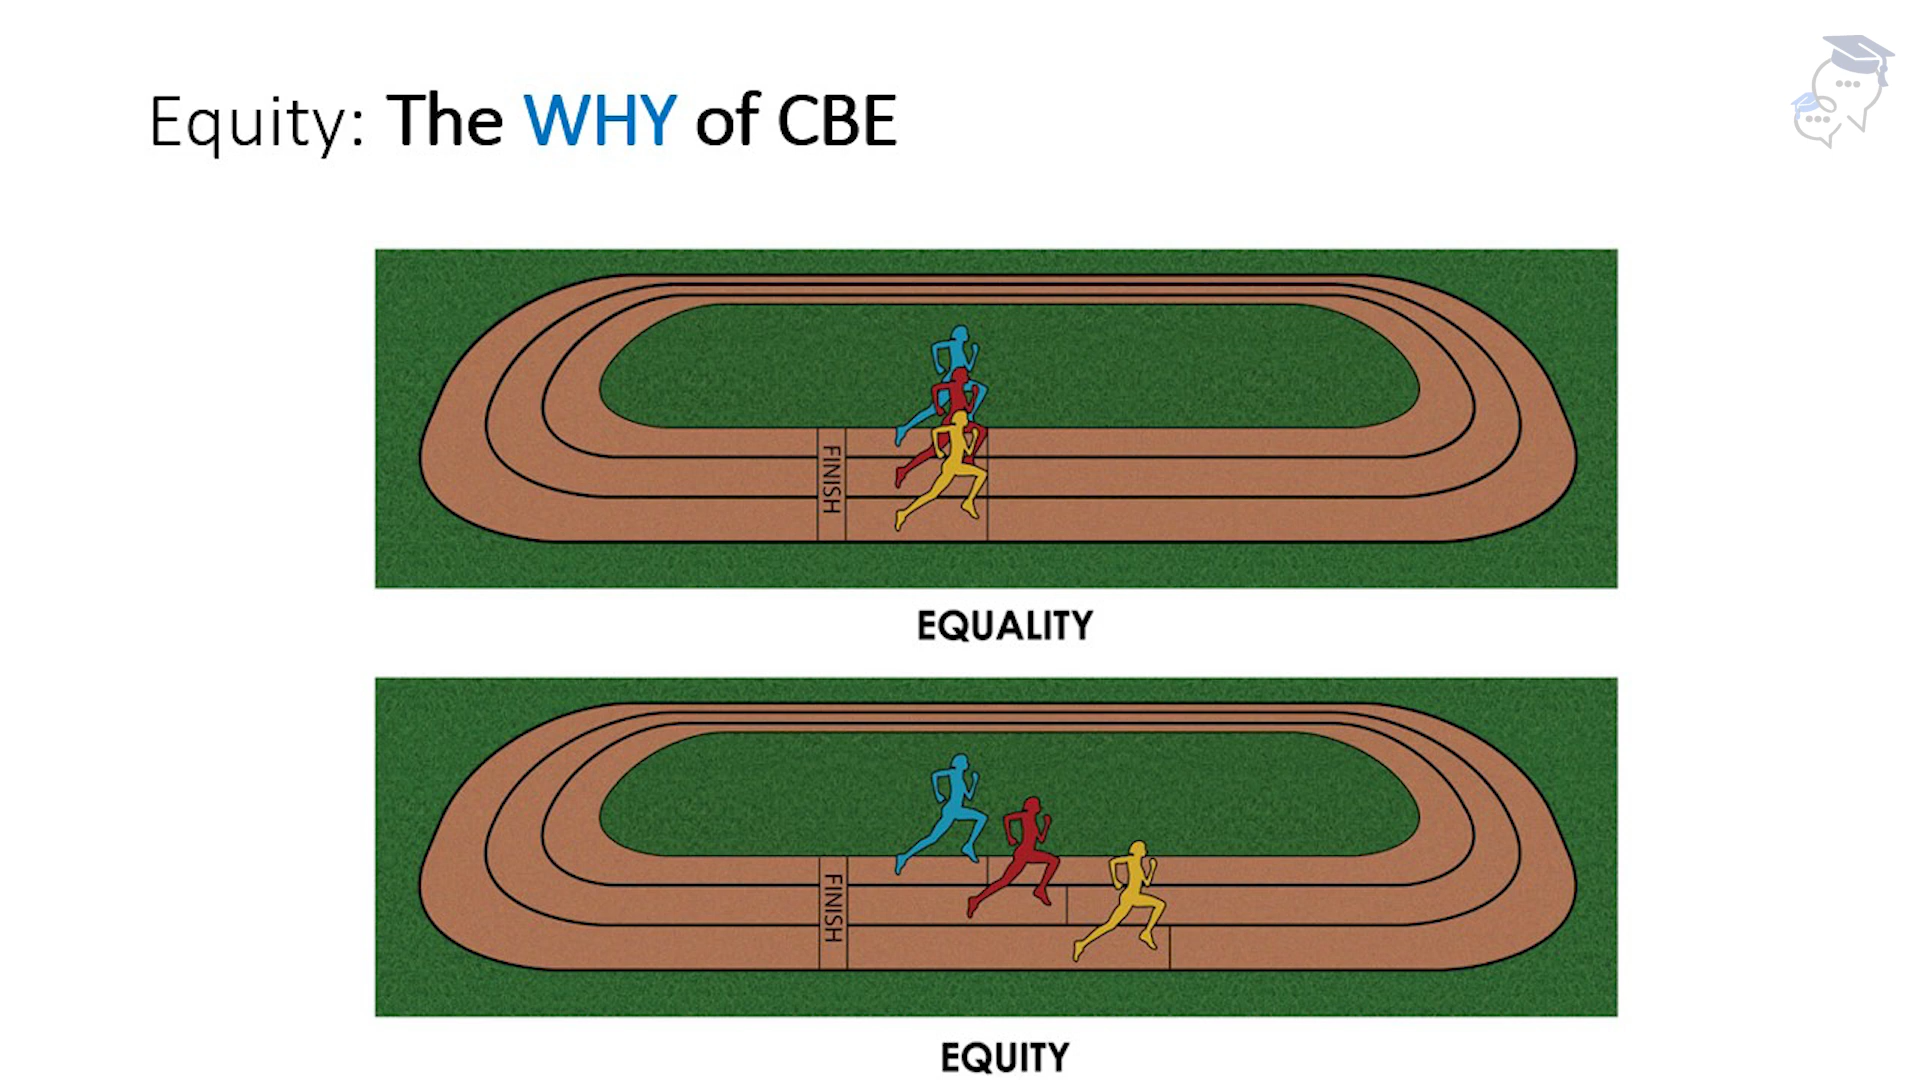 Equity: The WHY of CBE
FINISH
EQUALITY
FINISH
EQUITY